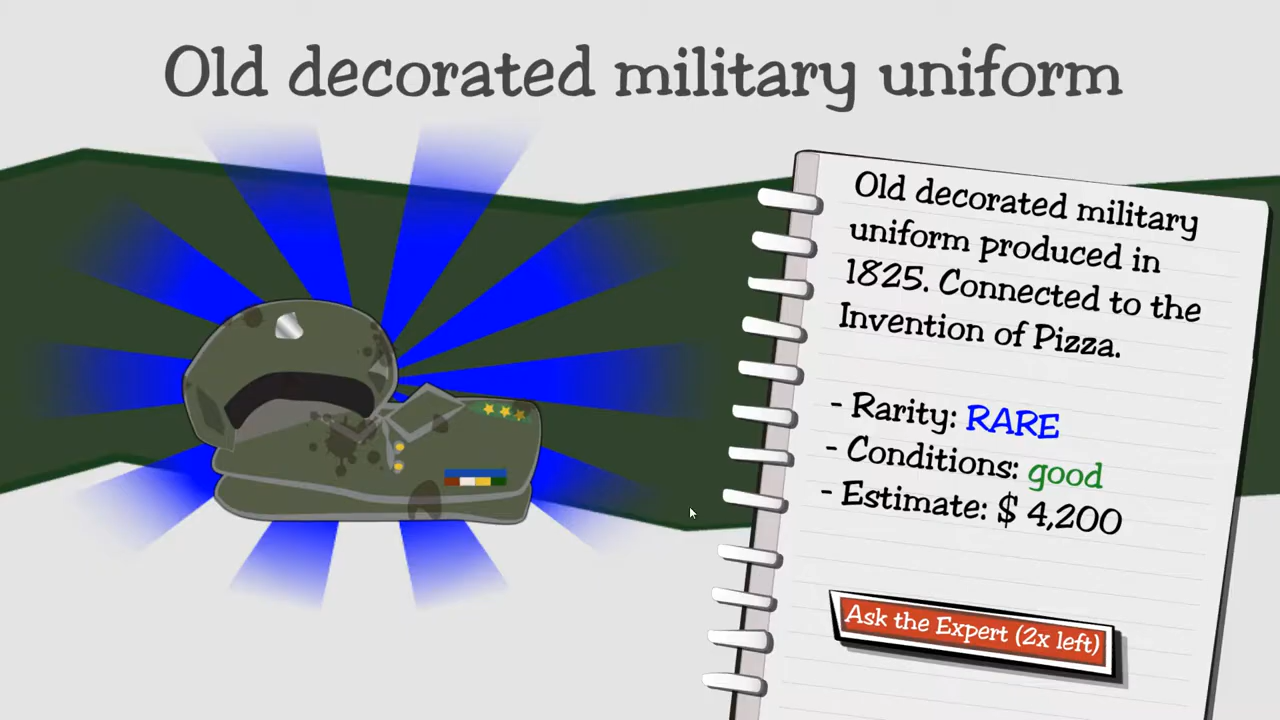 Old decorated military uniform
Old decorated military
uniform produced in
1825. Connected to the
Invention of Pizza.
- Rarity: RARE
- Conditions: good
- Estimate: $ 4,200
Ask the Expert (2x left)